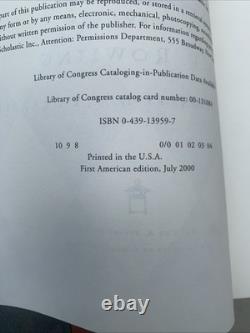 part of this publication may be reproduced, or stored in a retrieval
any form or by any means, electronic, mechanical, photocopying,
without written permission of the publisher. For information regarding
Scholastic Inc., Attention: Permissions Department, 555 Broadway,
Library of Congress Cataloging-in-Publication Data
Library of Congress catalog card number: 00-131084
ISBN 0-439-13959-7
10 9 8 0/0 01 02 03 04
Printed in the U.S.A.
First American edition, July 2000